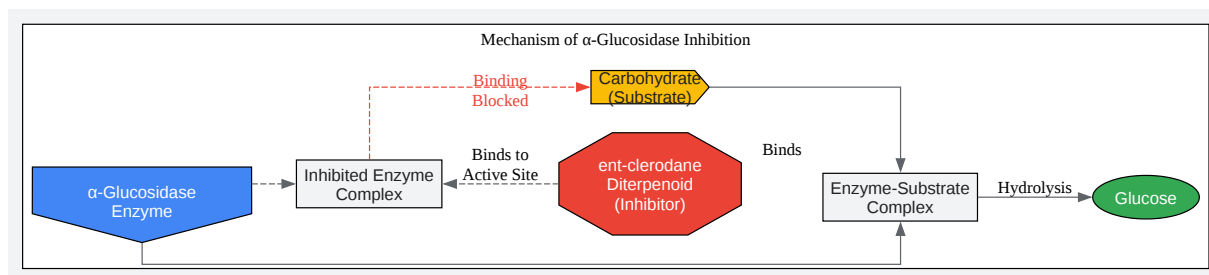 Mechanism of α-Glucosidase Inhibition
Binding
Blocked
Carbohydrate
(Substrate)
α-Glucosidase
Enzyme
Inhibited Enzyme
Complex
Binds to
Active Site
ent-clerodane
Diterpenoid
(Inhibitor)
Binds
Enzyme-Substrate
Complex
Hydrolysis
Glucose